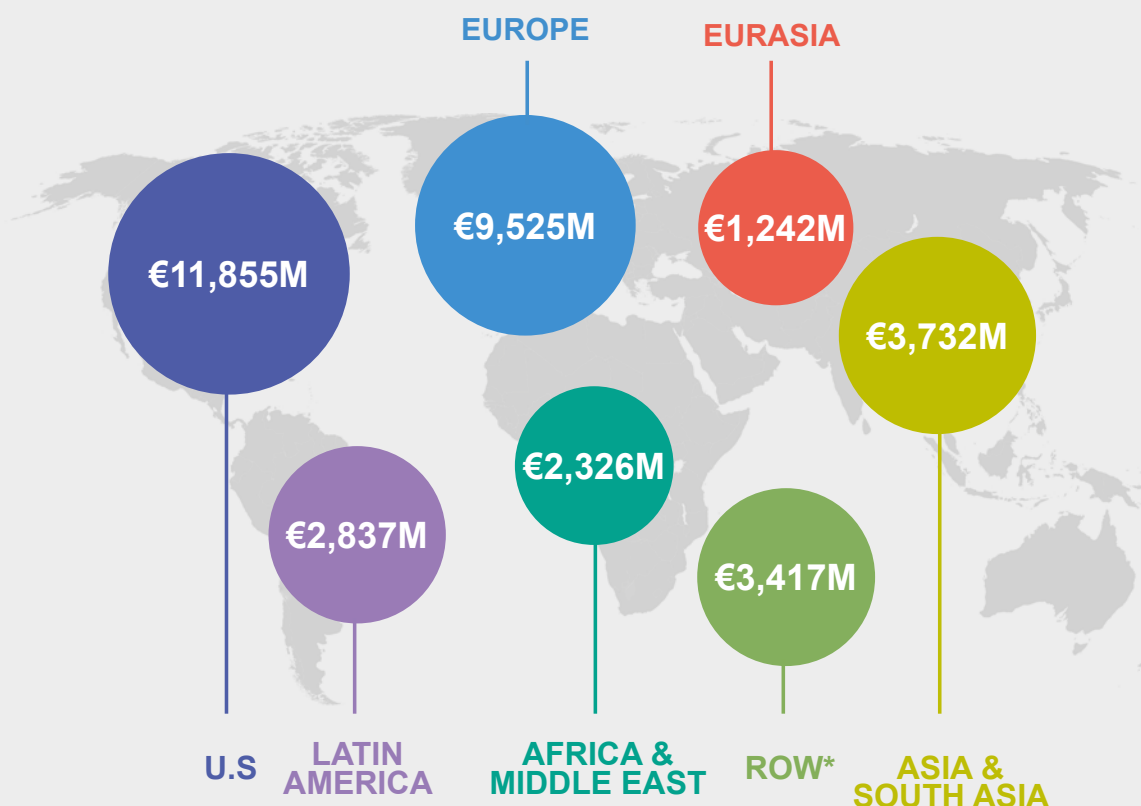 EUROPE
EURASIA
€9,525M
€1,242M
€11,855M
€3,732M
€2,326M
€2,837M
€3,417M
U.S
LATIN
AMERICA
AFRICA &
MIDDLE EAST
ROW*
ASIA &
SOUTH ASIA